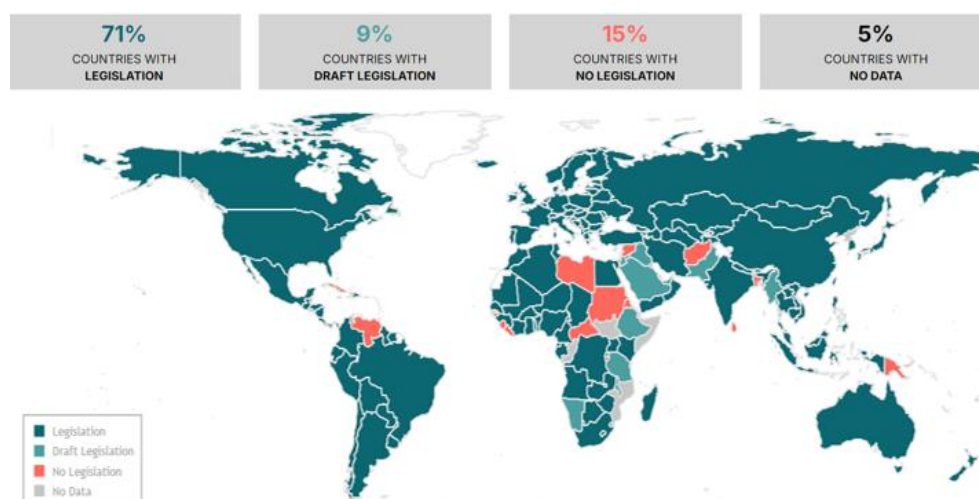 71%
COUNTRIES WITH
LEGISLATION
9%
COUNTRIES WITH
DRAFT LEGISLATION
15%
COUNTRIES WITH
NO LEGISLATION
5%
COUNTRIES WITH
NO DATA
Legislation
Draft Legislation
No Legislation
No Data